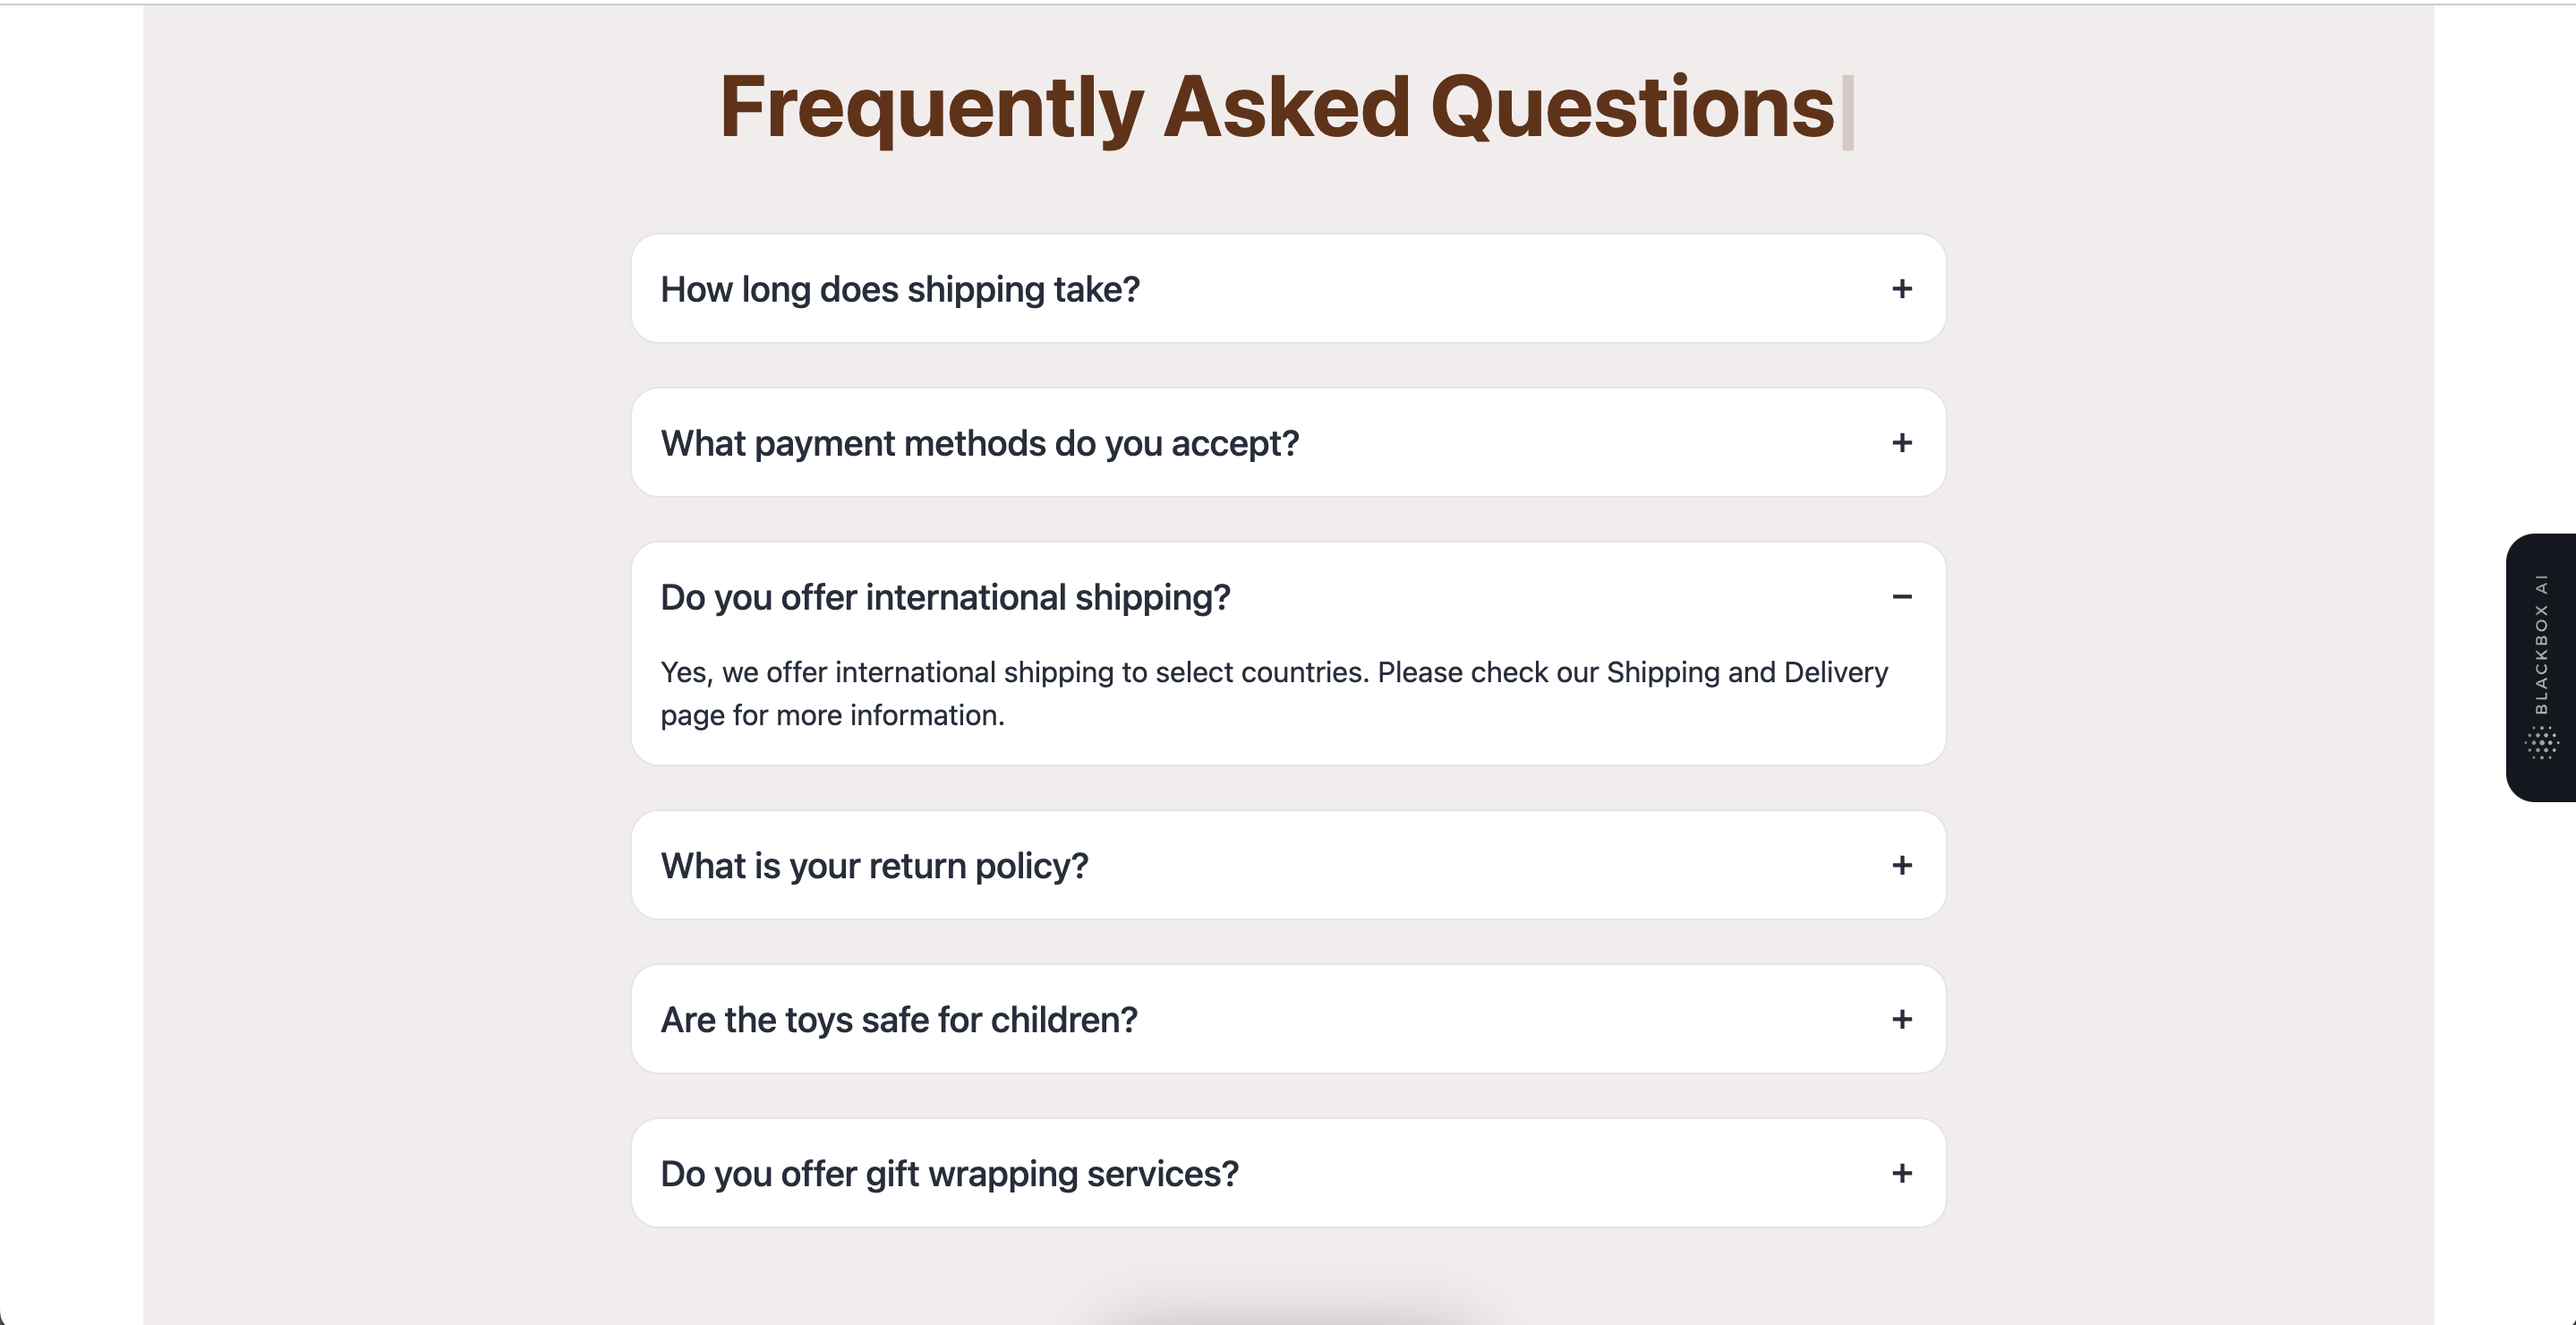 Frequently Asked Questions
How long does shipping take?
+
What payment methods do you accept?
+
Do you offer international shipping?
−
Yes, we offer international shipping to select countries. Please check our Shipping and Delivery
page for more information.
What is your return policy?
+
Are the toys safe for children?
+
Do you offer gift wrapping services?
+
BLACKBOX AI